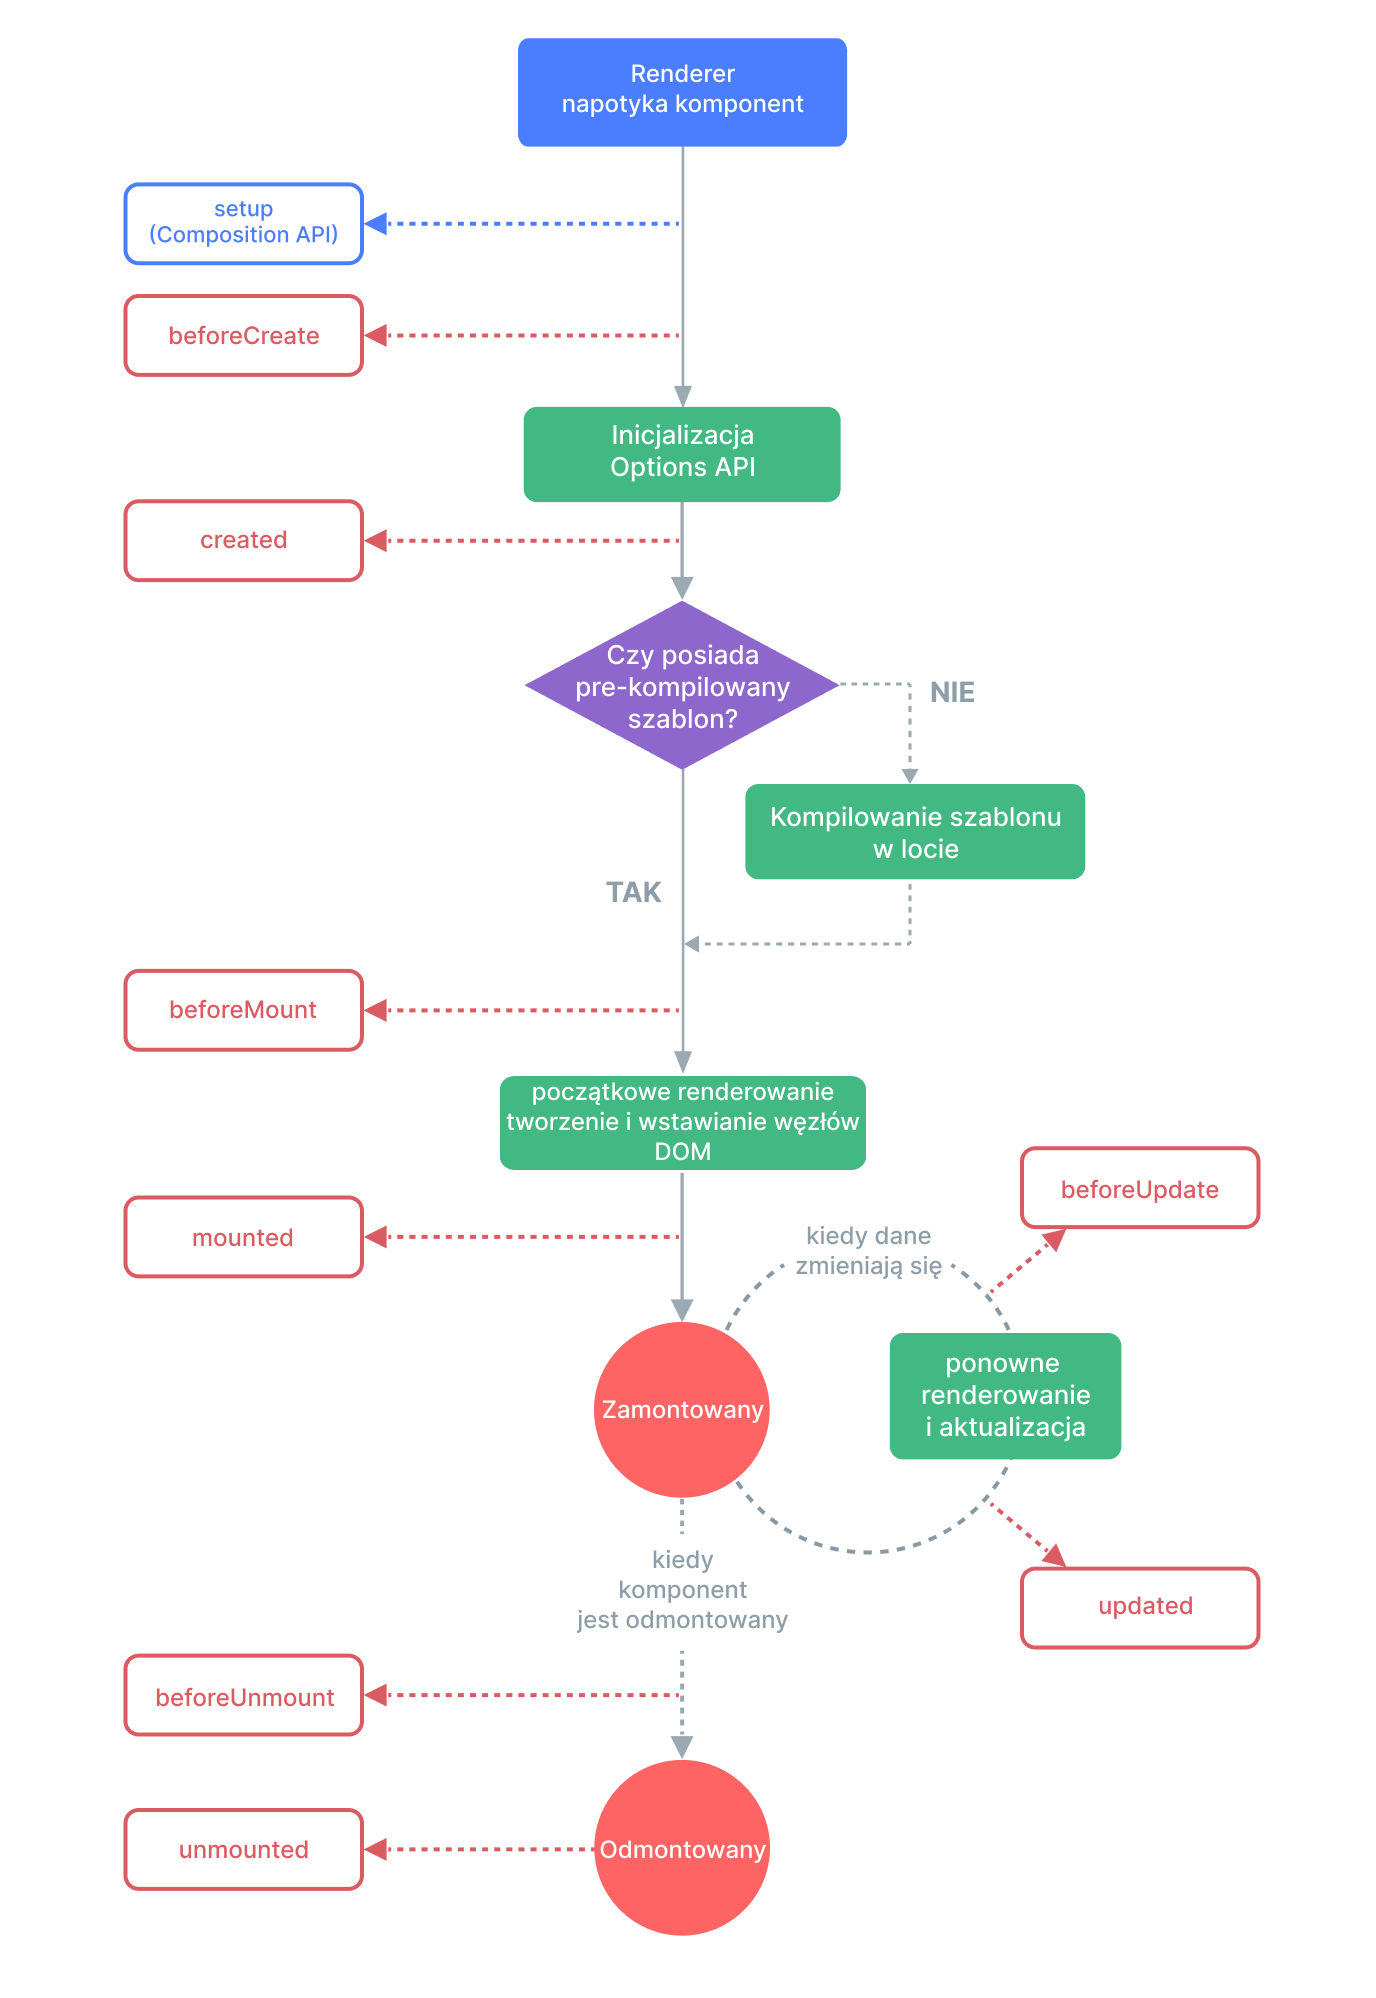 Renderer
napotyka komponent
setup
(Composition API)
beforeCreate
Inicjalizacja
Options API
created
Czy posiada
pre-kompilowany
szablon?
NIE
Kompilowanie szablonu
w locie
TAK
beforeMount
początkowe renderowanie
tworzenie i wstawianie węzłów
DOM
beforeUpdate
mounted
kiedy dane
zmieniają się
ponowne
renderowanie
i aktualizacja
Zamontowany
kiedy
komponent
jest odmontowany
updated
beforeUnmount
unmounted
Odmontowany